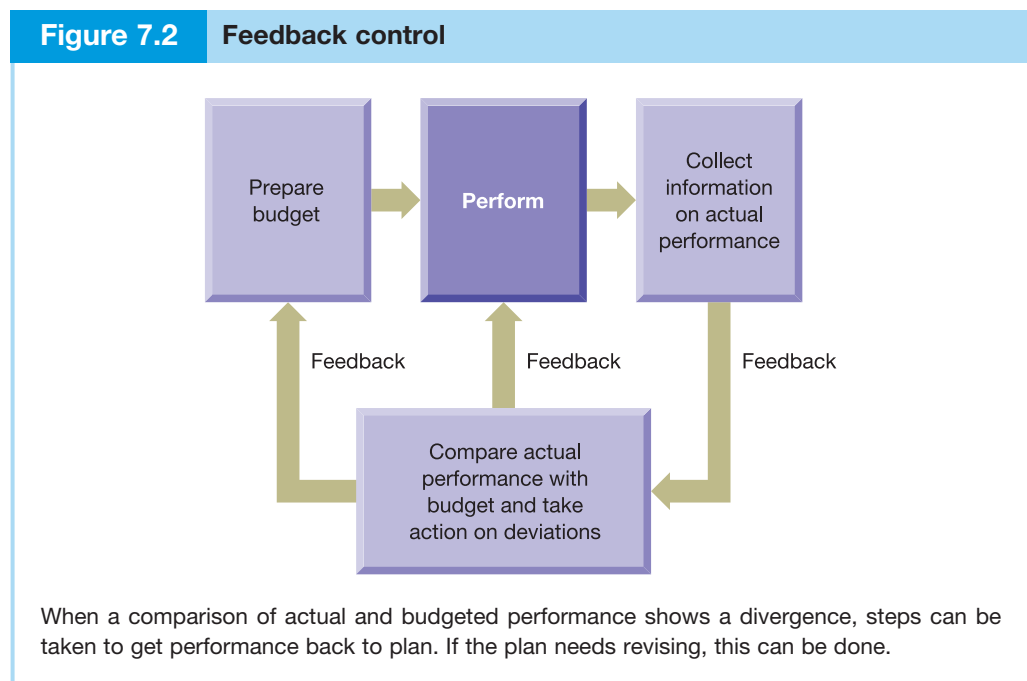 Figure 7.2 Feedback control
Prepare
budget
Perform
Collect
information
on actual
performance
Feedback Feedback Feedback
Compare actual
performance with
budget and take
action on deviations
When a comparison of actual and budgeted performance shows a divergence, steps can be
taken to get performance back to plan. If the plan needs revising, this can be done.